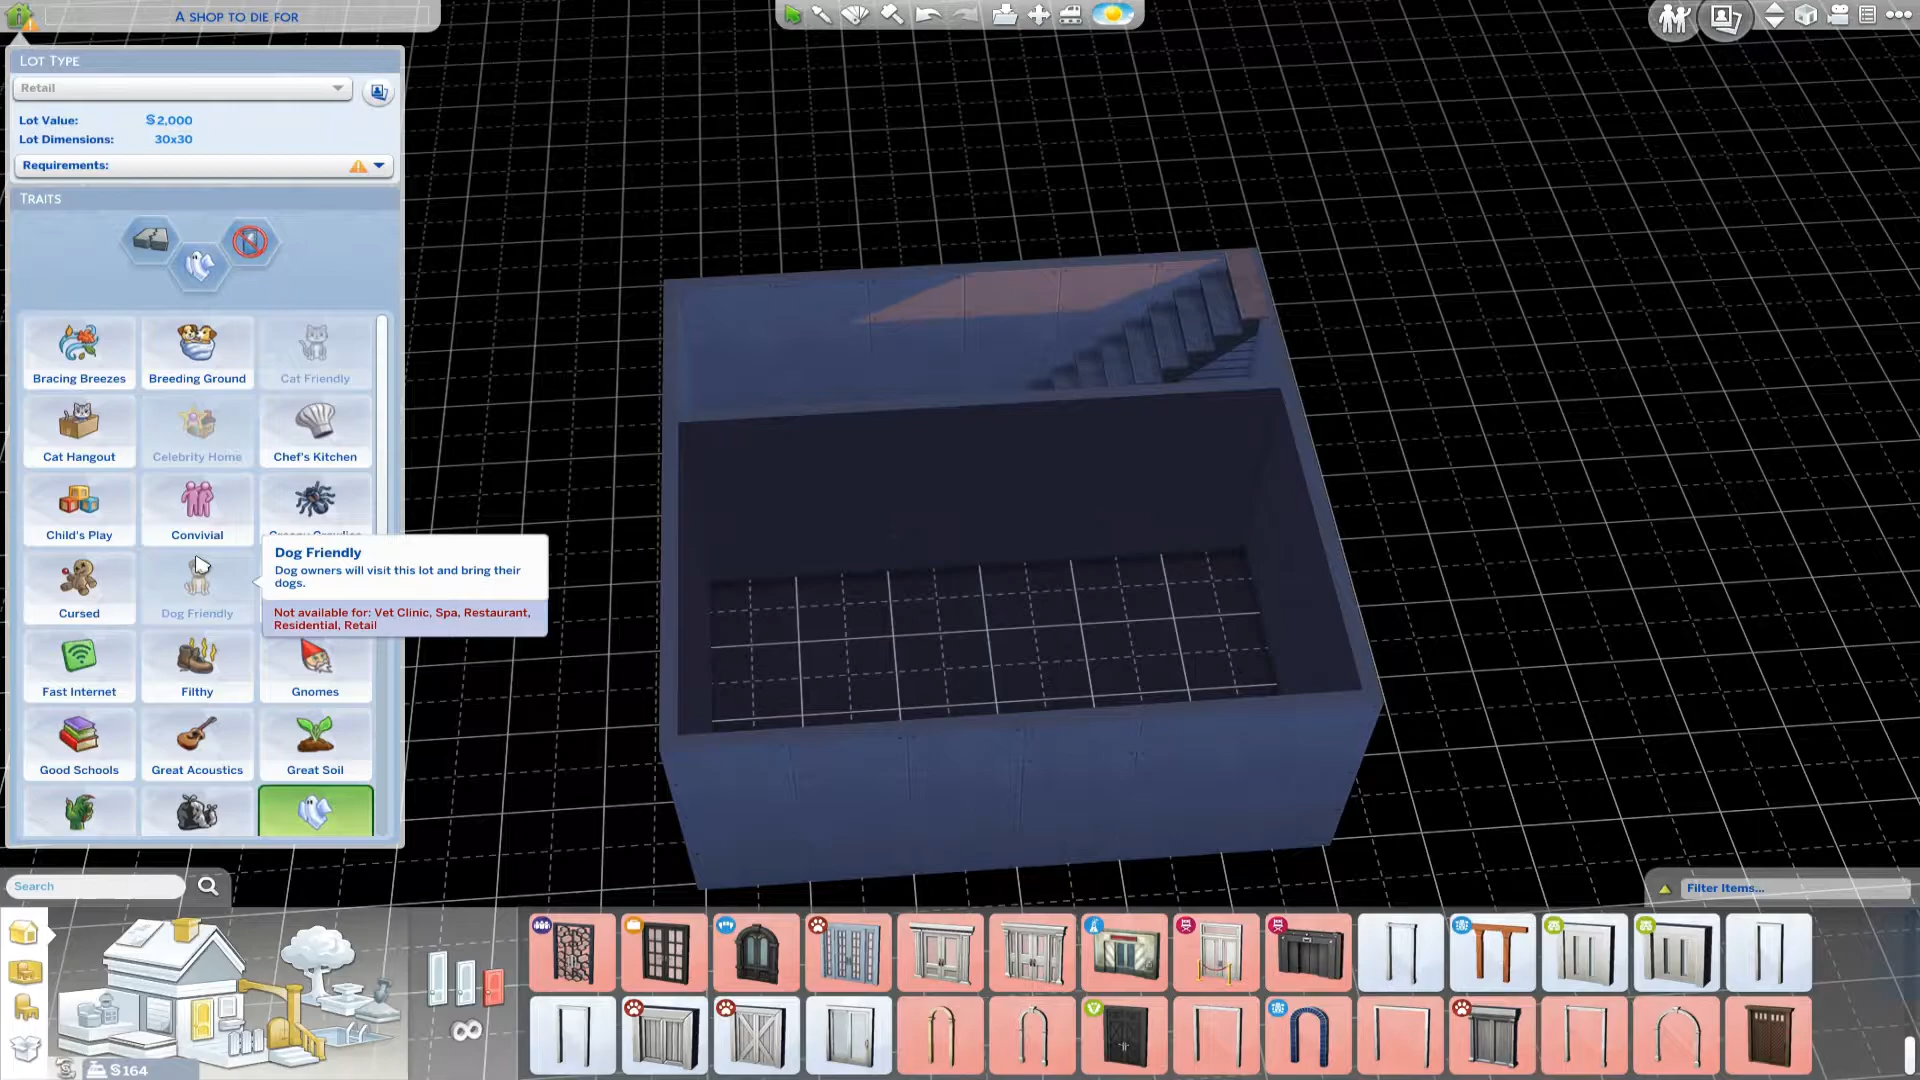 A SHOP TO DIE FOR
LOT TYPE
Retail
Lot Value: §2,000
Lot Dimensions: 30x30
Requirements:
TRAITS
Bracing Breezes
Breeding Ground
Cat Friendly
Cat Hangout
Celebrity Home
Chef's Kitchen
Child's Play
Convivial
Cursed
Dog Friendly
Dog Friendly
Dog owners will visit this lot and bring their
dogs.
Not available for: Vet Clinic, Spa, Restaurant,
Residential, Retail
Fast Internet
Filthy
Gnomes
Good Schools
Great Acoustics
Great Soil
Search
Filter Items...
§164